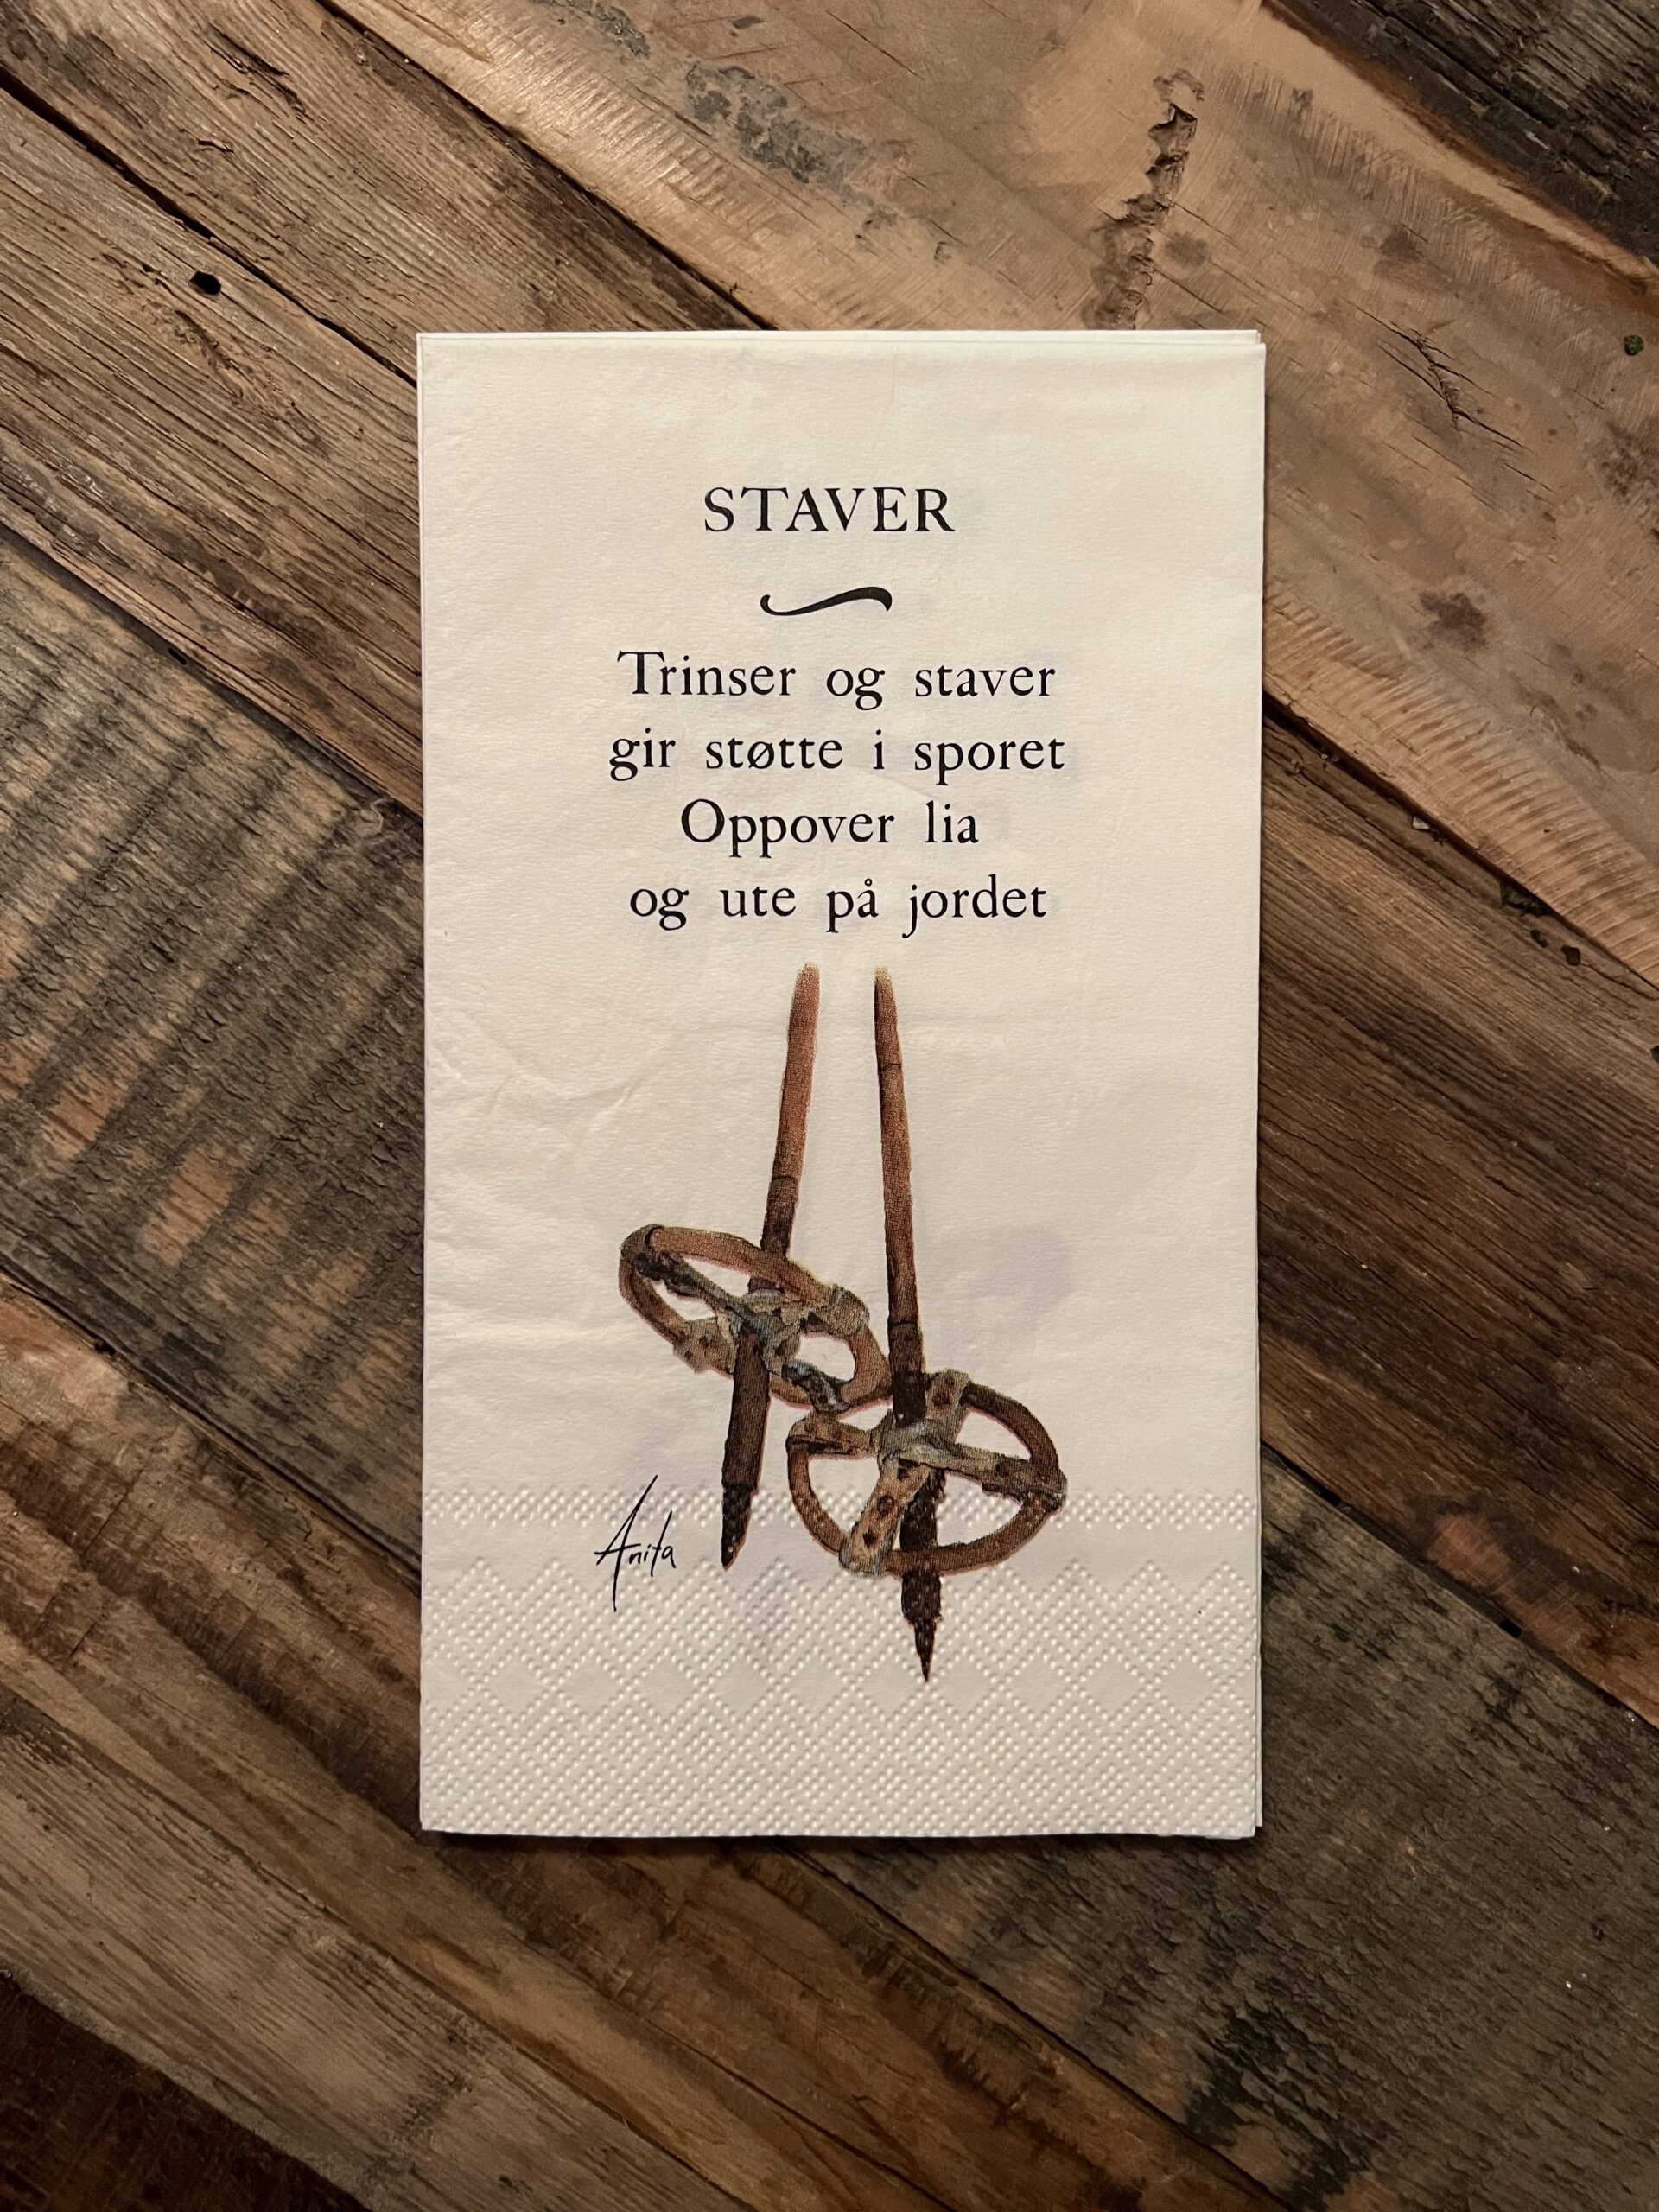 STAVER
Trinser og staver
gir støtte i sporet
Oppover lia
og ute på jordet
Anita